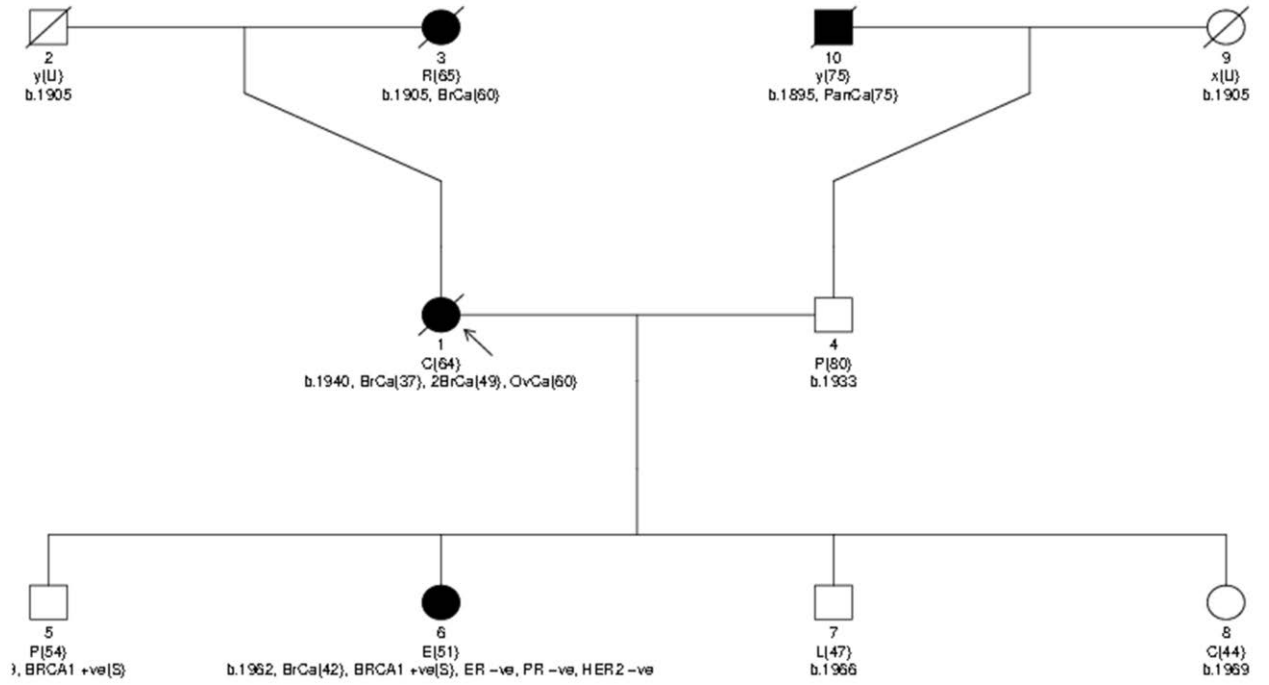 2
y(U)
b.1905
3
R(65)
b.1905, BrCa(60)
10
y(75)
b.1895, PanCa(75)
9
x(U)
b.1905
1
C(64)
b.1940, BrCa(37), 2BrCa(49), OvCa(60)
4
P(80)
b.1933
5
P(54)
, BRCA1 +ve(S)
6
E(51)
b.1962, BrCa(42), BRCA1 +ve(S), ER -ve, PR -ve, HER2 -ve
7
L(47)
b.1966
8
C(44)
b.1969